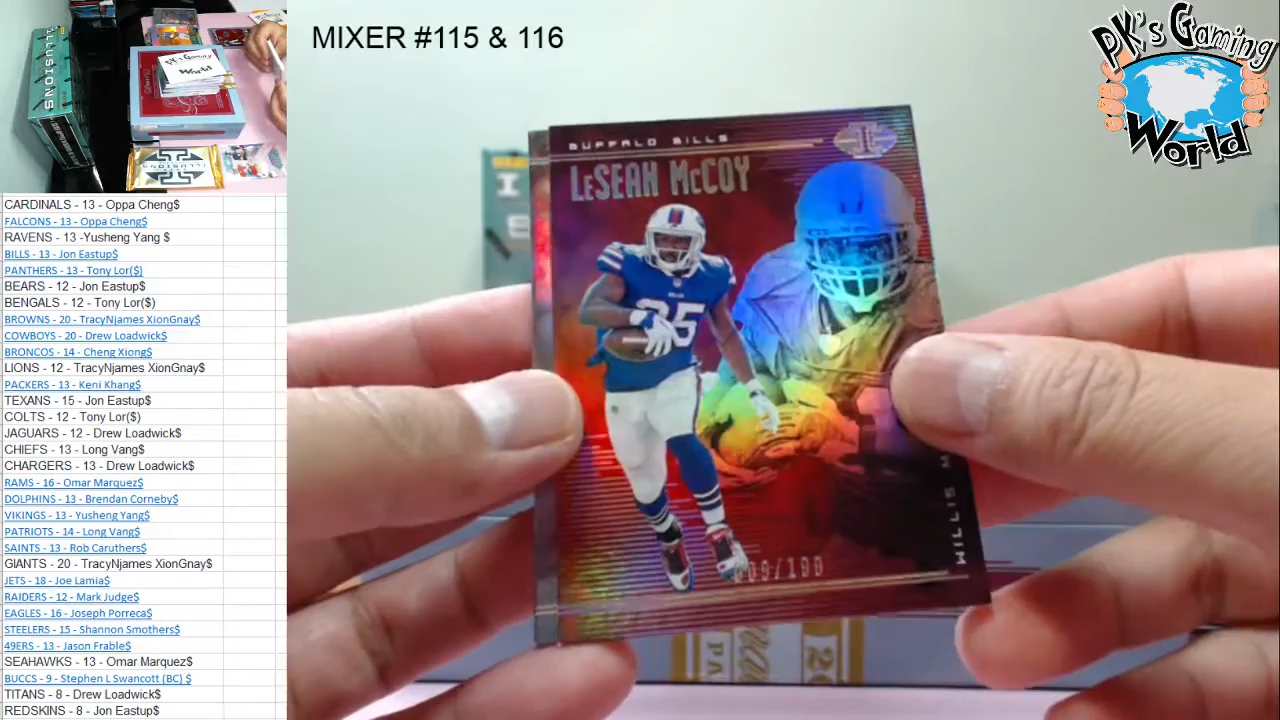 MIXER #115 & 116
PK's Gaming
World
ILLUSIONS
PK's Gaming
World
CARDINALS - 13 - Oppa Cheng$
FALCONS - 13 - Oppa Cheng$
RAVENS - 13 -Yusheng Yang $
BILLS - 13 - Jon Eastup$
PANTHERS - 13 - Tony Lor($)
BEARS - 12 - Jon Eastup$
BENGALS - 12 - Tony Lor($)
BROWNS - 20 - TracyNjames XionGnay$
COWBOYS - 20 - Drew Loadwick$
BRONCOS - 14 - Cheng Xiong$
LIONS - 12 - TracyNjames XionGnay$
PACKERS - 13 - Keni Khang$
TEXANS - 15 - Jon Eastup$
COLTS - 12 - Tony Lor($)
JAGUARS - 12 - Drew Loadwick$
CHIEFS - 13 - Long Vang$
CHARGERS - 13 - Drew Loadwick$
RAMS - 16 - Omar Marquez$
DOLPHINS - 13 - Brendan Corneby$
VIKINGS - 13 - Yusheng Yang$
PATRIOTS - 14 - Long Vang$
SAINTS - 13 - Rob Caruthers$
GIANTS - 20 - TracyNjames XionGnay$
JETS - 18 - Joe Lamia$
RAIDERS - 12 - Mark Judge$
EAGLES - 16 - Joseph Porreca$
STEELERS - 15 - Shannon Smothers$
49ERS - 13 - Jason Frable$
SEAHAWKS - 13 - Omar Marquez$
BUCCS - 9 - Stephen L Swancott (BC) $
TITANS - 8 - Drew Loadwick$
REDSKINS - 8 - Jon Eastup$
BUFFALO BILLS
LeSEAN McCOY
WILLIS